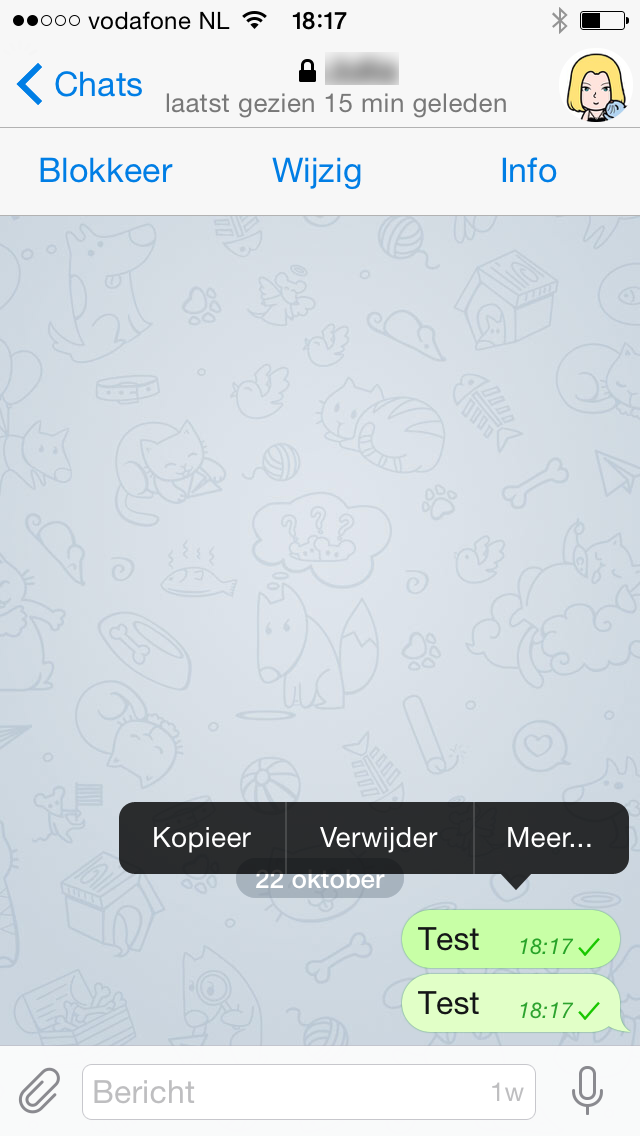 vodafone NL 18:17
Chats
laatst gezien 15 min geleden
Blokkeer Wijzig Info
Kopieer Verwijder Meer...
22 oktober
Test 18:17
Test 18:17
Bericht 1w